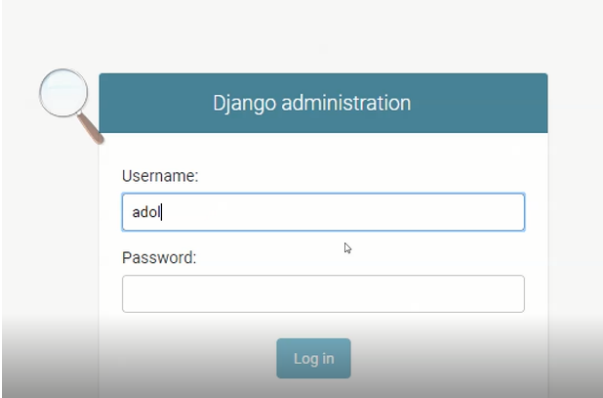 Django administration
Username:
adol
Password:
Log in